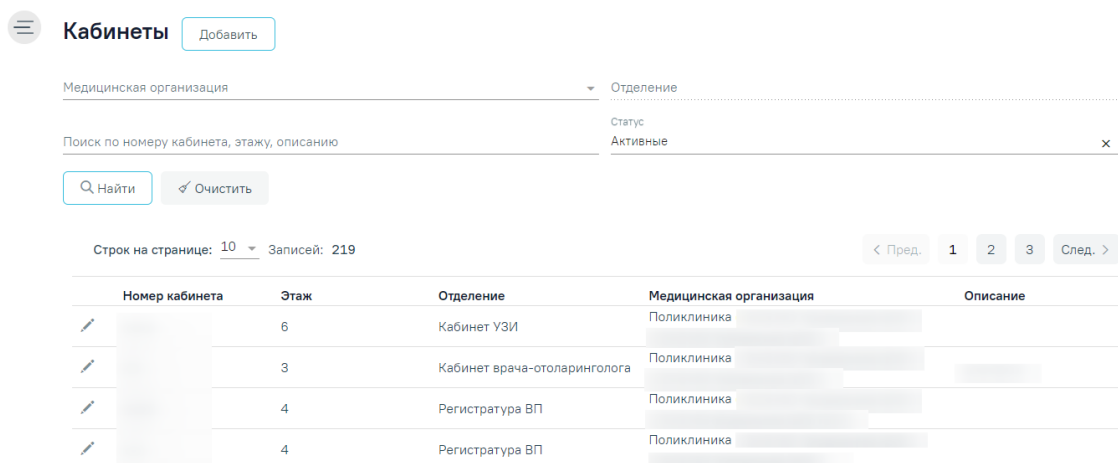 Кабинеты Добавить
Медицинская организация Отделение
Статус
Поиск по номеру кабинета, этажу, описанию Активные
Найти Очистить
Строк на странице: 10 Записей: 219 Пред. 1 2 3 След.
Номер кабинета Этаж Отделение Медицинская организация Описание
6 Кабинет УЗИ Поликлиника
3 Кабинет врача-отоларинголога Поликлиника
4 Регистратура ВП Поликлиника
4 Регистратура ВП Поликлиника